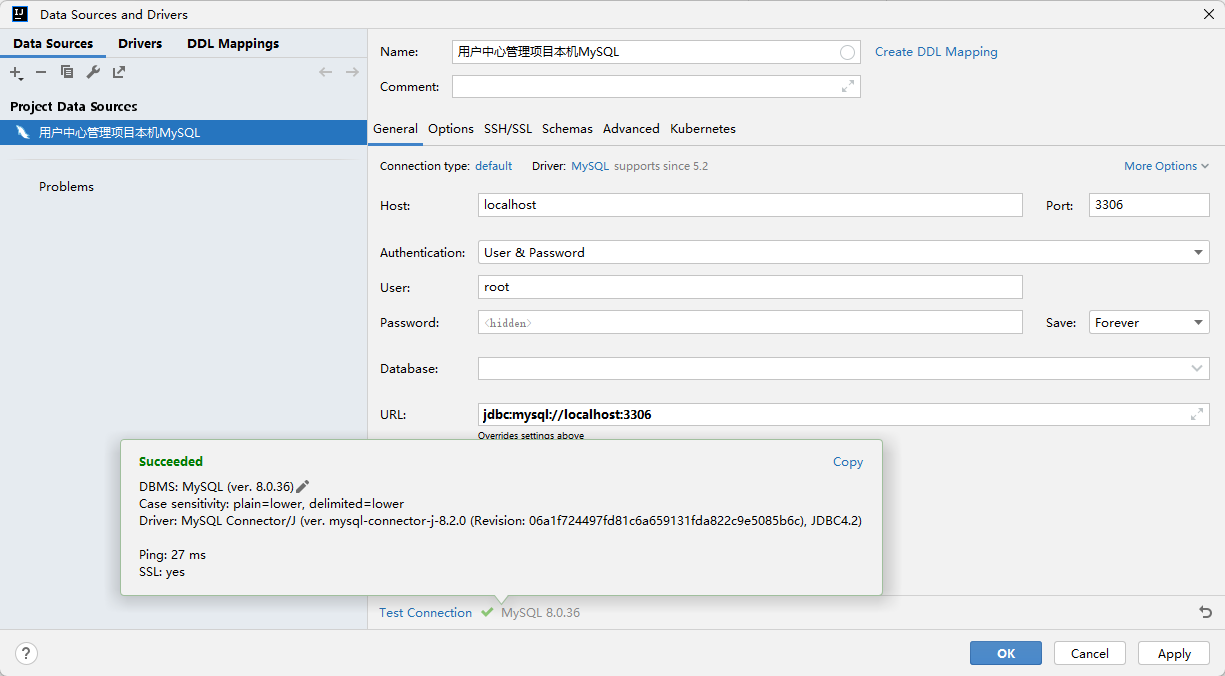 Data Sources and Drivers
Data Sources Drivers DDL Mappings
Project Data Sources
用户中心管理项目本机MySQL
Problems
Name: 用户中心管理项目本机MySQL Create DDL Mapping
Comment:
General Options SSH/SSL Schemas Advanced Kubernetes
Connection type: default Driver: MySQL supports since 5.2 More Options
Host: localhost Port: 3306
Authentication: User & Password
User: root
Password: <hidden> Save: Forever
Database:
URL: jdbc:mysql://localhost:3306
Overrides settings above
Succeeded Copy
DBMS: MySQL (ver. 8.0.36)
Case sensitivity: plain=lower, delimited=lower
Driver: MySQL Connector/J (ver. mysql-connector-j-8.2.0 (Revision: 06a1f724497fd81c6a659131fda822c9e5085b6c), JDBC4.2)
Ping: 27 ms
SSL: yes
Test Connection MySQL 8.0.36
? OK Cancel Apply